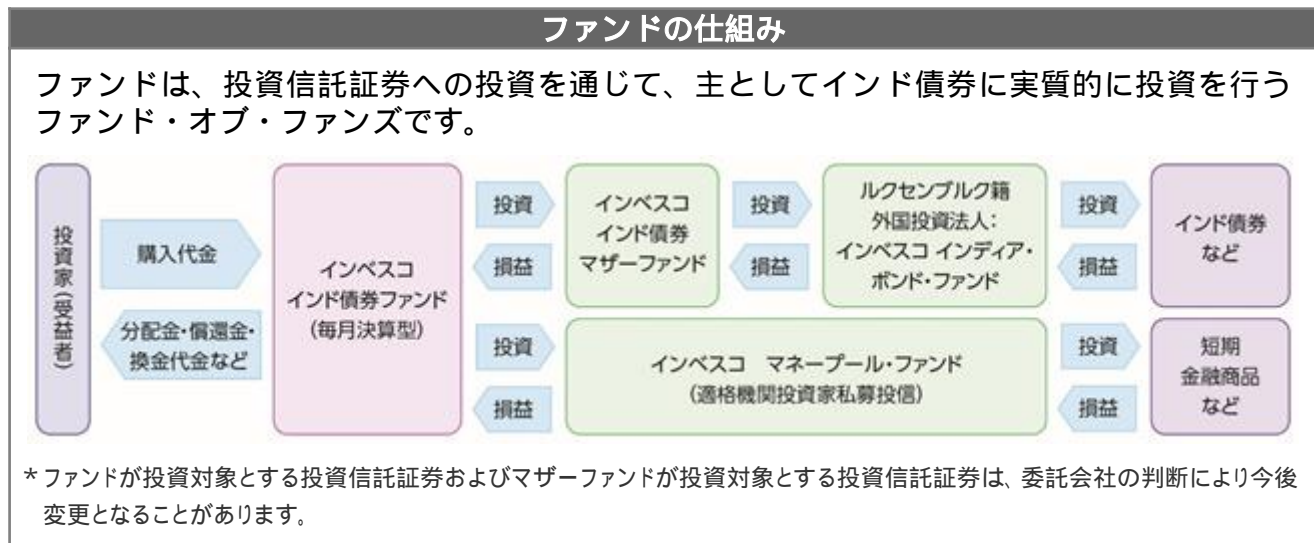 ファンドの仕組み
ファンドは、投資信託証券への投資を通じて、主としてインド債券に実質的に投資を行う
ファンド・オブ・ファンズです。
投資家(受益者)
購入代金
分配金・償還金・
換金代金など
インベスコ
インド債券ファンド
(毎月決算型)
投資
損益
インベスコ
インド債券
マザーファンド
投資
損益
ルクセンブルク籍
外国投資法人:
インベスコ インディア・
ボンド・ファンド
投資
損益
インド債券
など
投資
損益
インベスコ マネープール・ファンド
(適格機関投資家私募投信)
投資
損益
短期
金融商品
など
*ファンドが投資対象とする投資信託証券およびマザーファンドが投資対象とする投資信託証券は、委託会社の判断により今後
変更となることがあります。